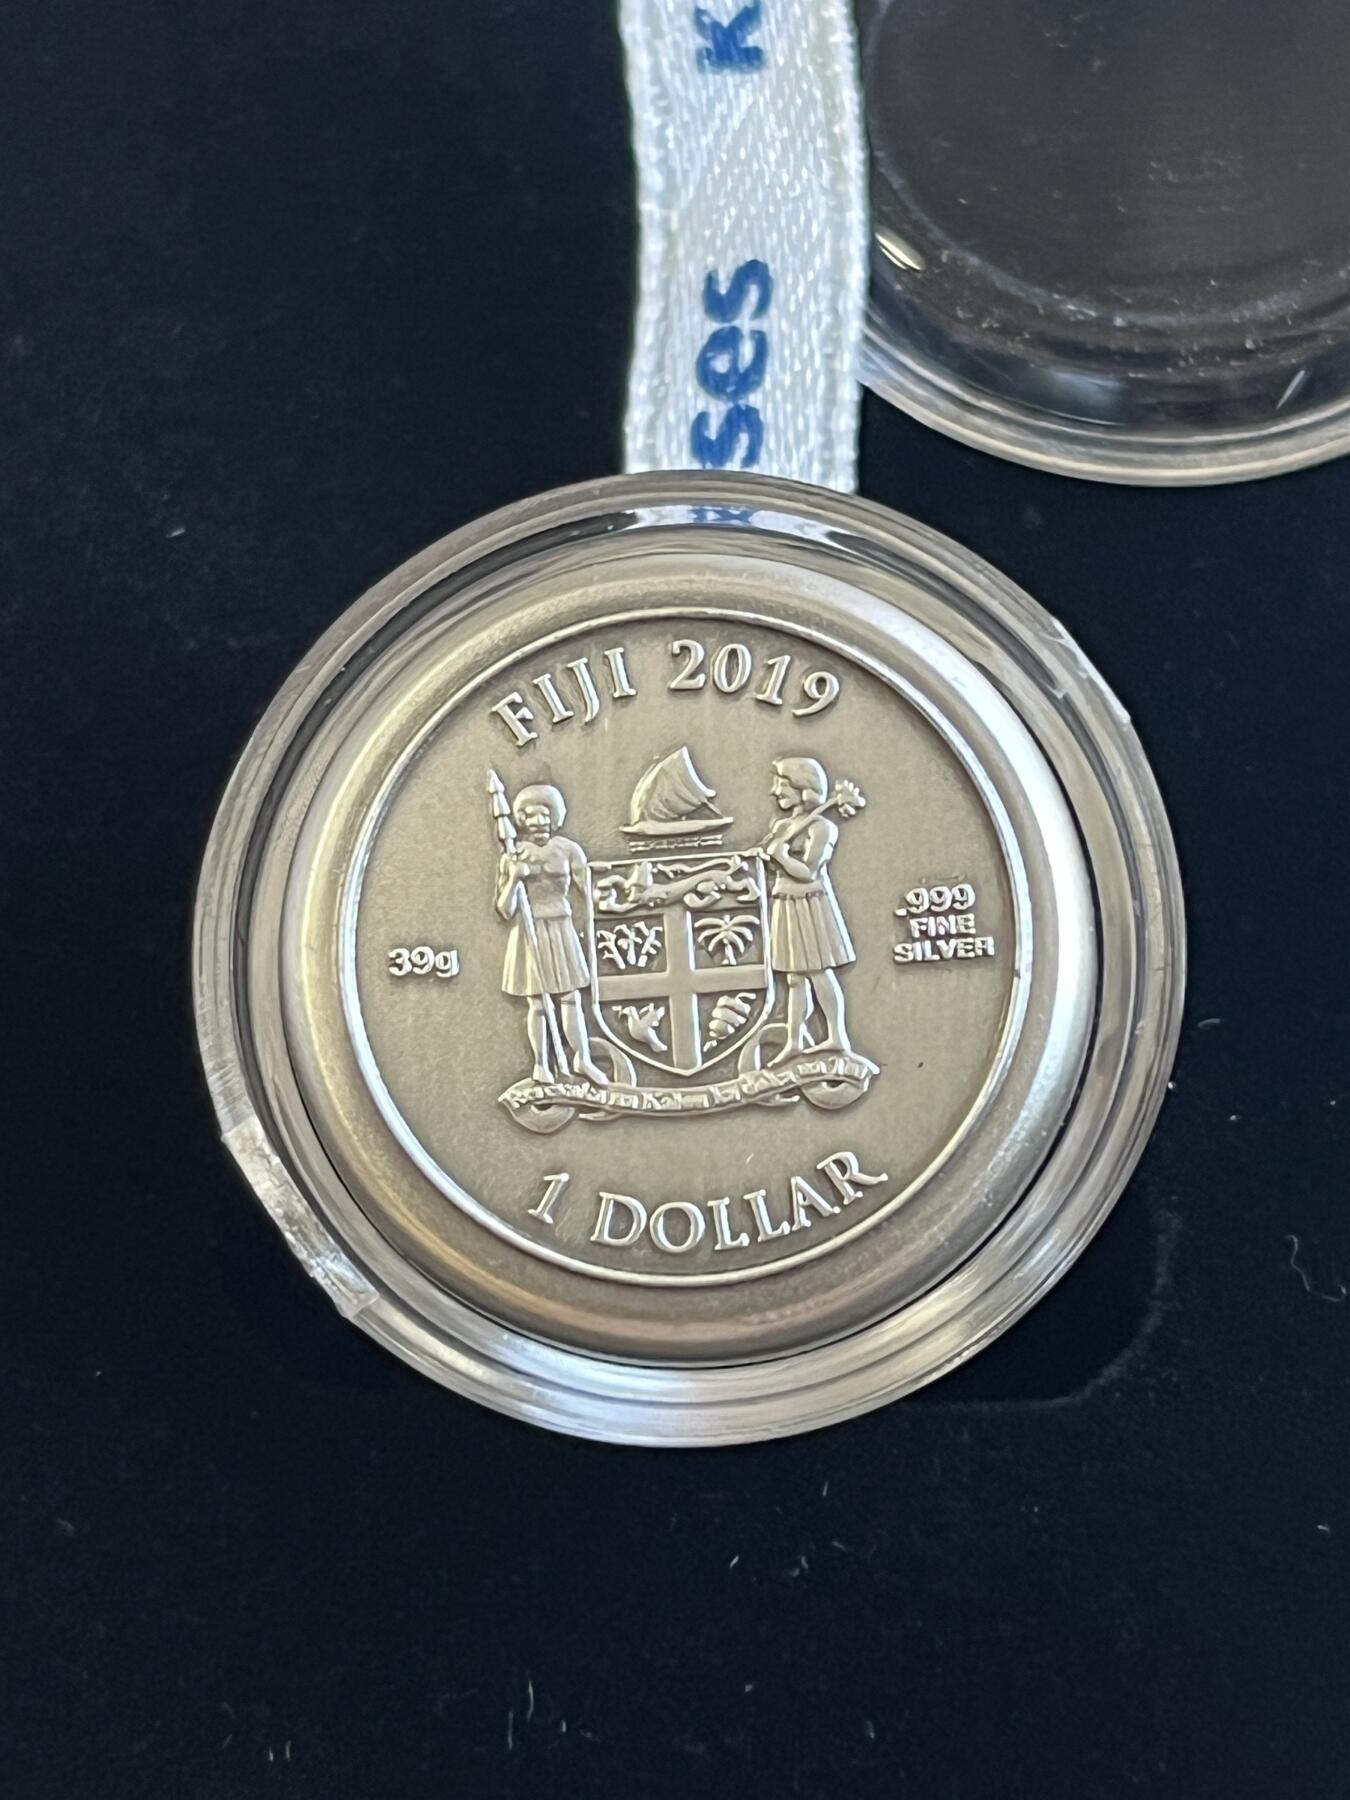 K
ses
FIJI 2019
39g
.999
FINE
SILVER
1 DOLLAR